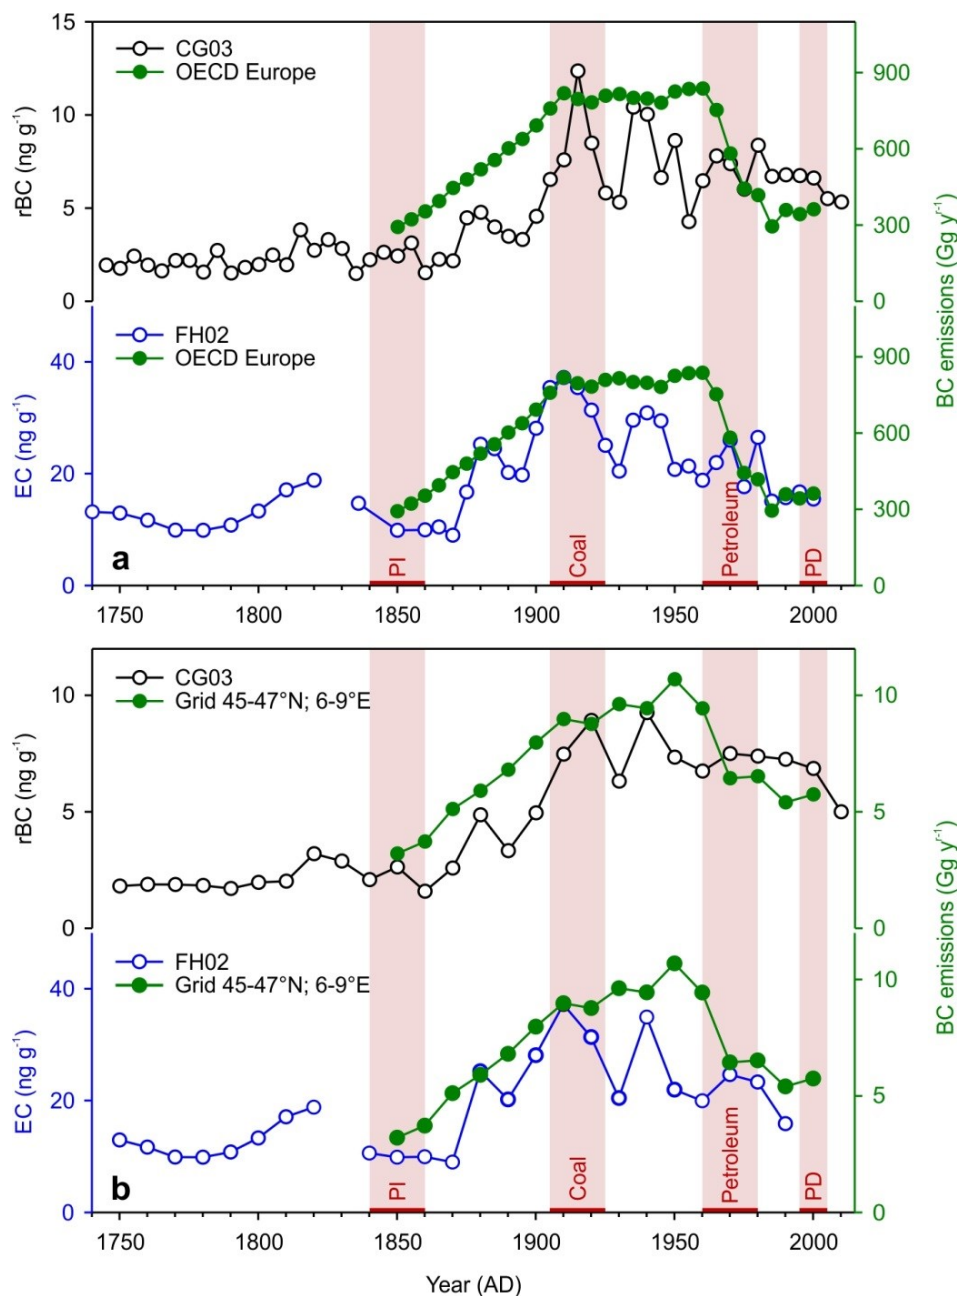 a
15
10
5
0
rBC (ng g⁻¹)
CG03
OECD Europe
900
600
300
0
BC emissions (Gg y⁻¹)
40
20
0
EC (ng g⁻¹)
FH02
OECD Europe
900
600
300
0
a
PI
Coal
Petroleum
PD
1750
1800
1850
1900
1950
2000
10
5
0
rBC (ng g⁻¹)
CG03
Grid 45-47°N; 6-9°E
10
5
0
BC emissions (Gg y⁻¹)
40
20
0
EC (ng g⁻¹)
FH02
Grid 45-47°N; 6-9°E
10
5
0
b
PI
Coal
Petroleum
PD
1750
1800
1850
1900
1950
2000
Year (AD)